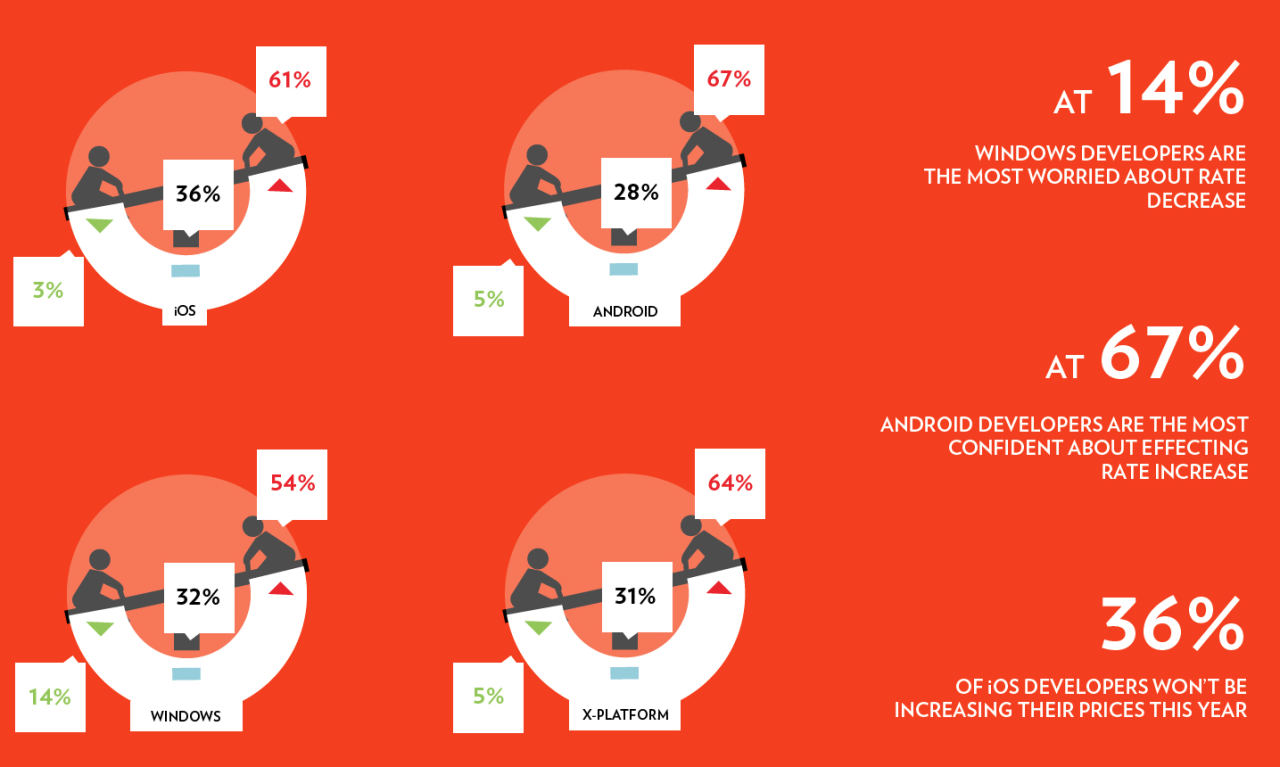 61%
36%
3%
iOS
67%
28%
5%
ANDROID
54%
32%
14%
WINDOWS
64%
31%
5%
X-PLATFORM
AT 14%
WINDOWS DEVELOPERS ARE
THE MOST WORRIED ABOUT RATE
DECREASE
AT 67%
ANDROID DEVELOPERS ARE THE MOST
CONFIDENT ABOUT EFFECTING
RATE INCREASE
36%
OF iOS DEVELOPERS WON'T BE
INCREASING THEIR PRICES THIS YEAR